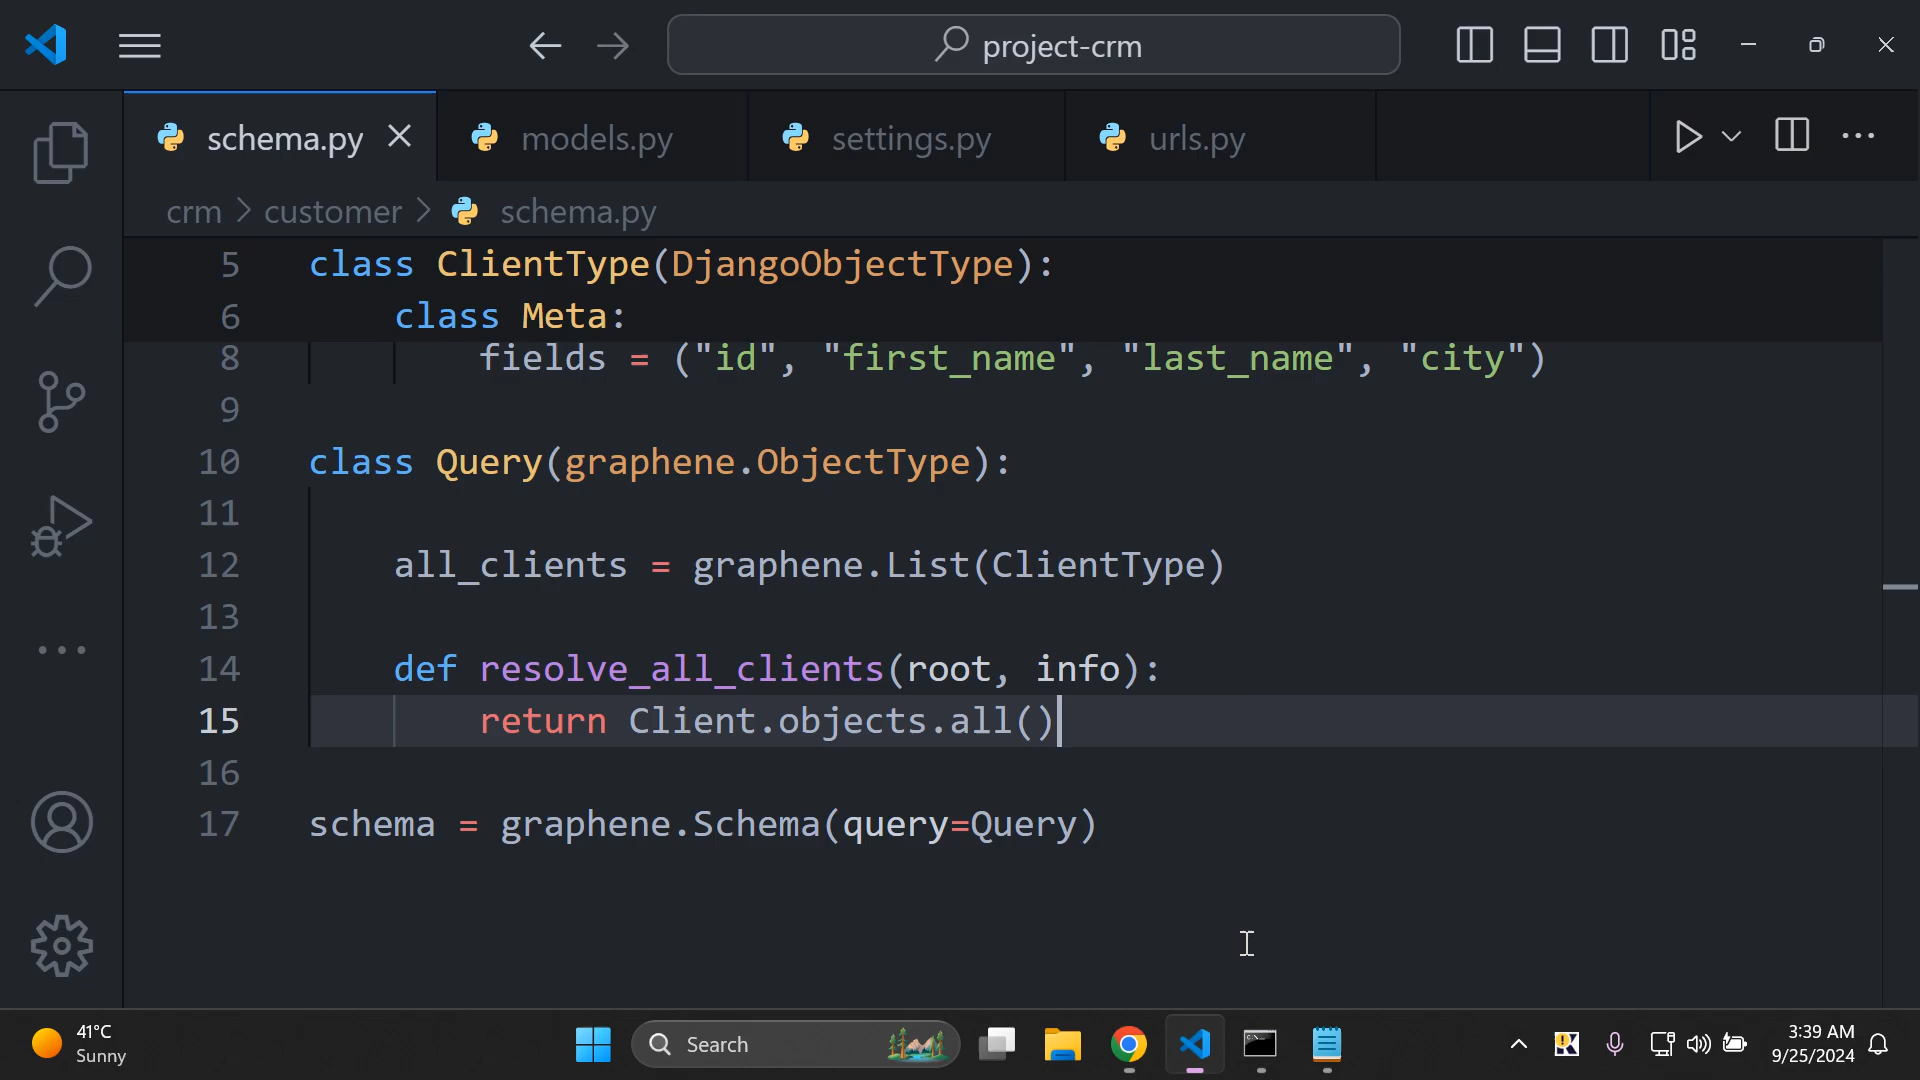 project-crm
schema.py
models.py
settings.py
urls.py
crm > customer > schema.py
5 class ClientType(DjangoObjectType):
6 class Meta:
8 fields = ("id", "first_name", "last_name", "city")
9
10 class Query(graphene.ObjectType):
11
12 all_clients = graphene.List(ClientType)
13
14 def resolve_all_clients(root, info):
15 return Client.objects.all()
16
17 schema = graphene.Schema(query=Query)
41°C
Sunny
Search
3:39 AM
9/25/2024